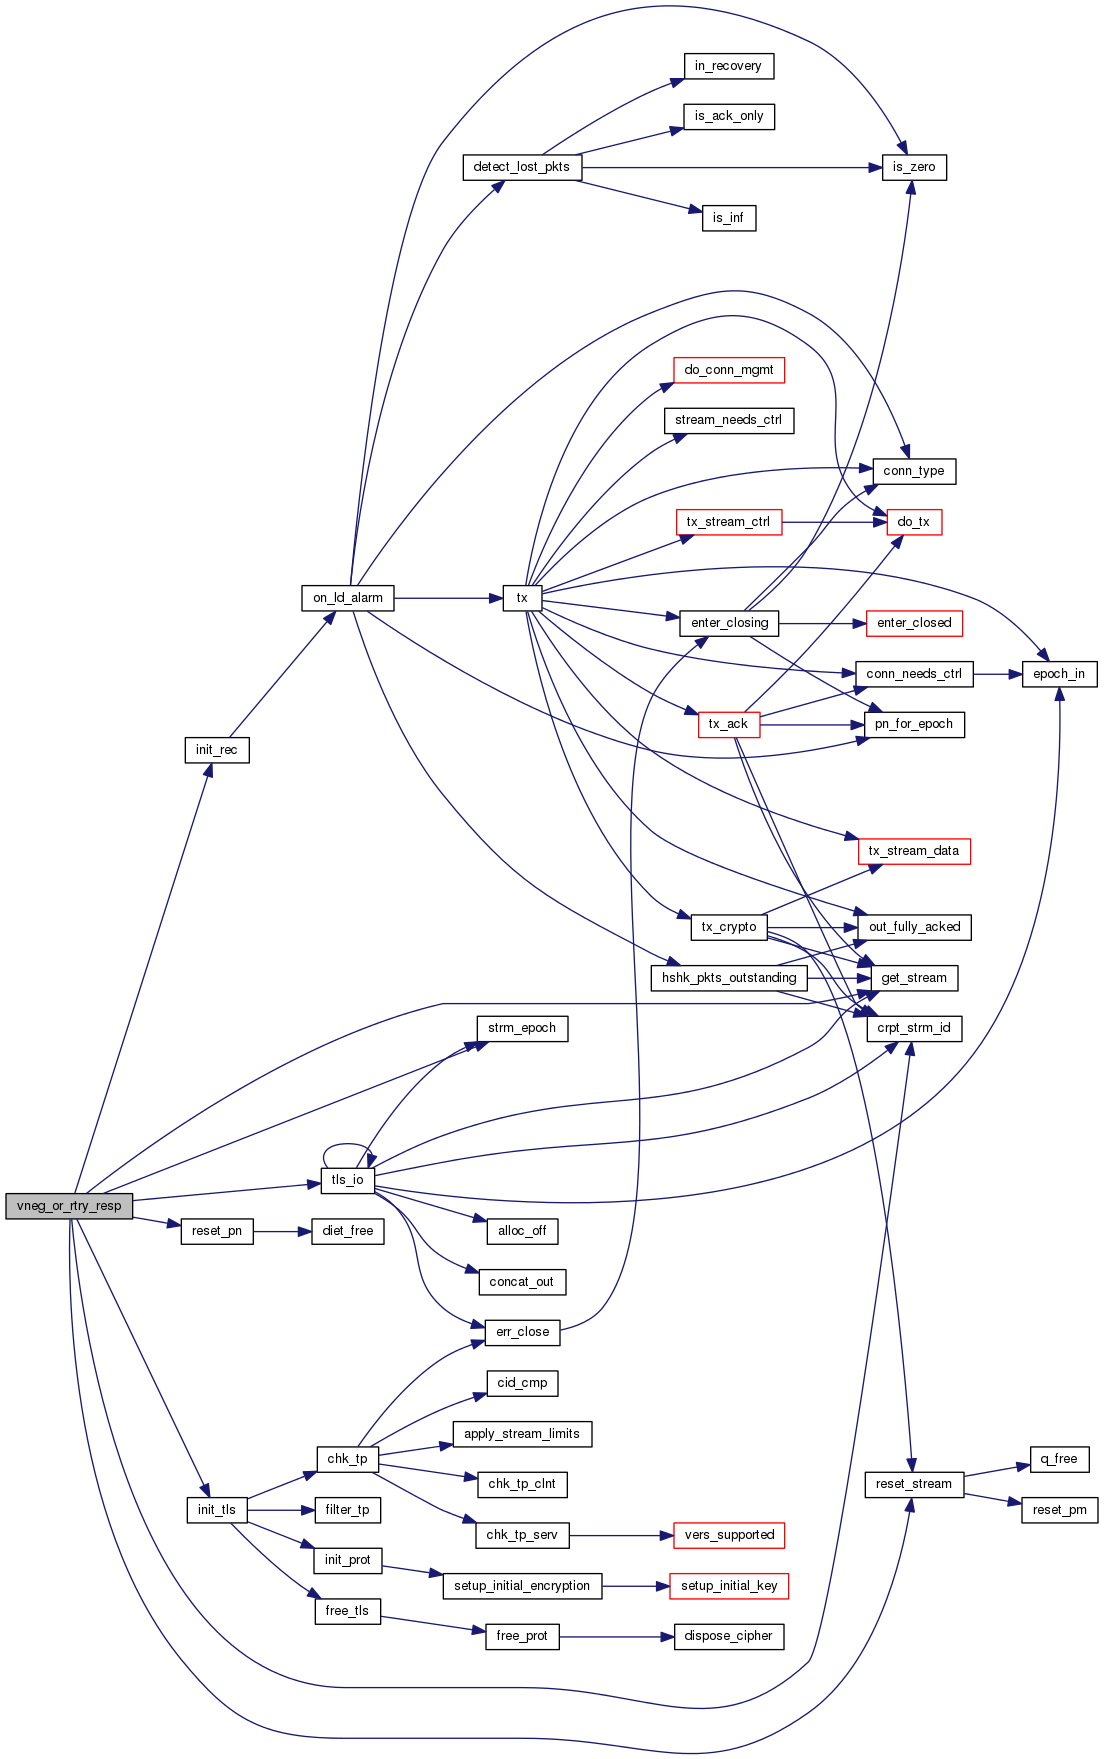 in_recovery
is_ack_only
detect_lost_pkts
is_zero
is_inf
do_conn_mgmt
stream_needs_ctrl
conn_type
tx_stream_ctrl
do_tx
on_ld_alarm
tx
enter_closing
enter_closed
conn_needs_ctrl
epoch_in
tx_ack
pn_for_epoch
init_rec
tx_stream_data
tx_crypto
out_fully_acked
hshk_pkts_outstanding
get_stream
strm_epoch
crpt_strm_id
tls_io
vneg_or_rtry_resp
reset_pn
diet_free
alloc_off
concat_out
err_close
cid_cmp
apply_stream_limits
chk_tp
q_free
chk_tp_clnt
reset_stream
init_tls
filter_tp
reset_pm
chk_tp_serv
vers_supported
init_prot
setup_initial_encryption
setup_initial_key
free_tls
free_prot
dispose_cipher